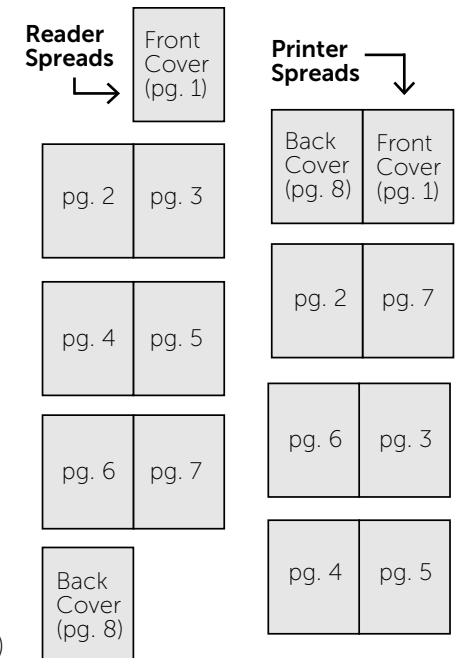 Reader
Spreads
Front
Cover
(pg. 1)
pg. 2 pg. 3
pg. 4 pg. 5
pg. 6 pg. 7
Back
Cover
(pg. 8)
)
Printer
Spreads
Back
Cover
(pg. 8)
Front
Cover
(pg. 1)
pg. 2 pg. 7
pg. 6 pg. 3
pg. 4 pg. 5